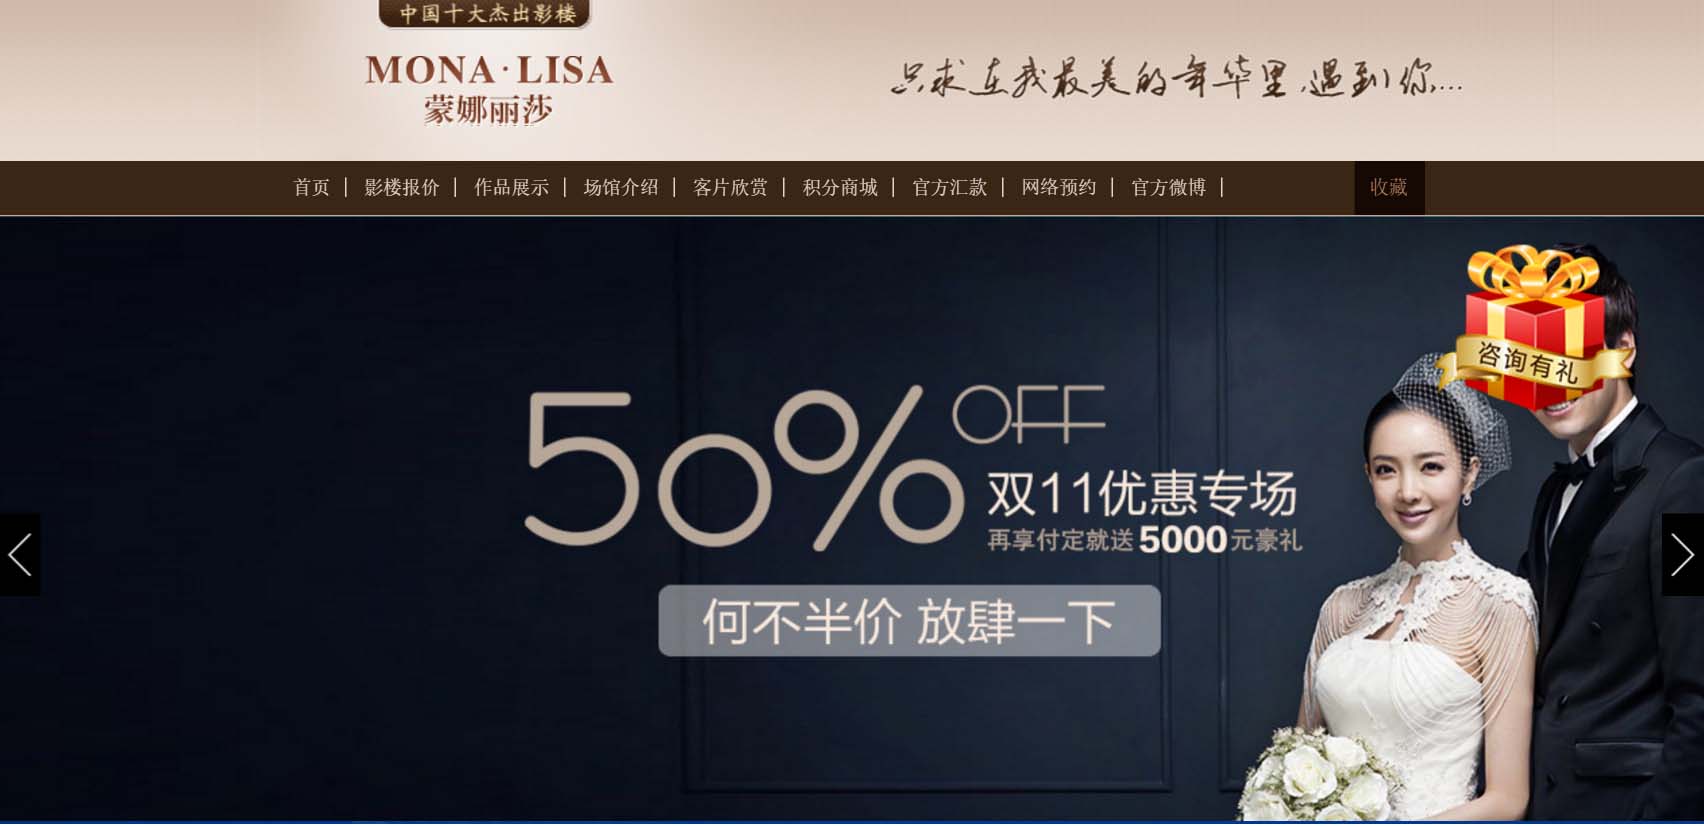 中国十大杰出影楼
MONA·LISA
蒙娜丽莎
只求在我最美的年华里,遇到你...
首页 影楼报价 作品展示 场馆介绍 客片欣赏 积分商城 官方汇款 网络预约 官方微博 收藏
咨询有礼
50% OFF
双11优惠专场
再享付定就送5000元豪礼
何不半价 放肆一下